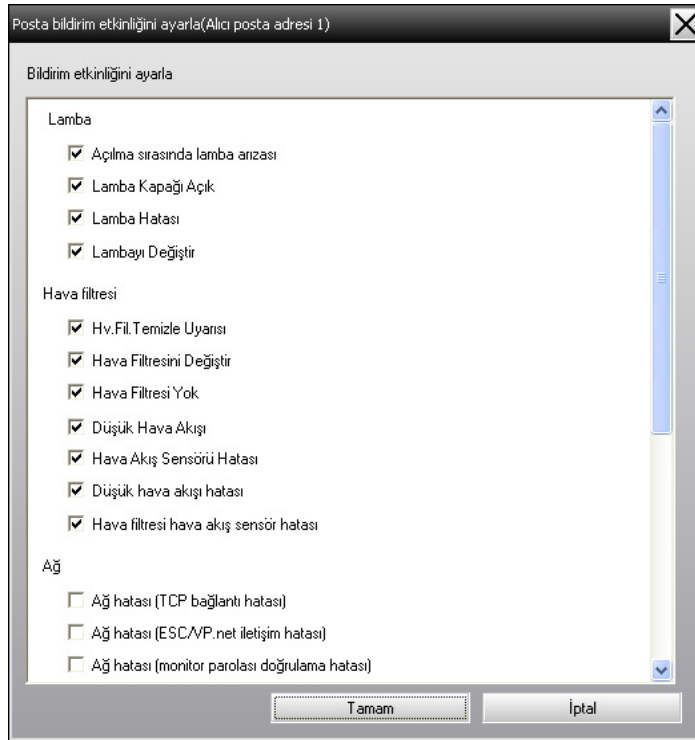 Posta bildirim etkinliğini ayarla(Alıcı posta adresi 1)
Bildirim etkinliğini ayarla
Lamba
Açılma sırasında lamba arızası
Lamba Kapağı Açık
Lamba Hatası
Lambayı Değiştir
Hava filtresi
Hv.Fil.Temizle Uyarısı
Hava Filtresini Değiştir
Hava Filtresi Yok
Düşük Hava Akışı
Hava Akış Sensörü Hatası
Düşük hava akışı hatası
Hava filtresi hava akış sensör hatası
Ağ
Ağ hatası (TCP bağlantı hatası)
Ağ hatası (ESC/VP.net iletişim hatası)
Ağ hatası (monitor parolası doğrulama hatası)
Tamam
İptal